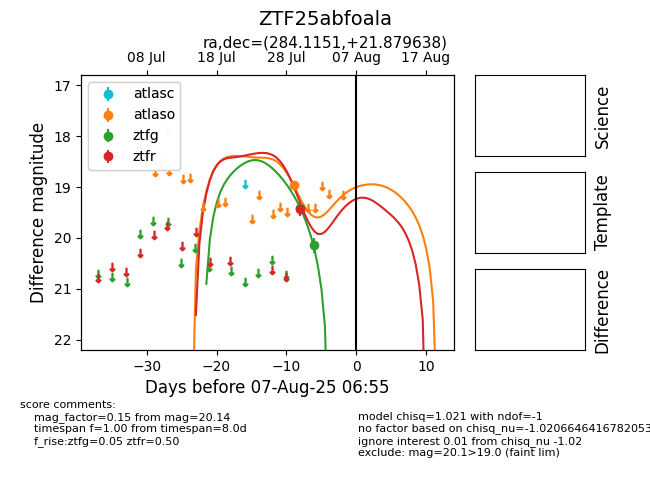 ZTF25abfoala
ra,dec=(284.1151,+21.879638)
08 Jul 18 Jul 28 Jul 07 Aug 17 Aug
atlasc
atlaso
ztfg
ztfr
17
18
19
20
21
22
Difference magnitude
−30 −20 −10 0 10
Days before 07-Aug-25 06:55
Science
Template
Difference
score comments:
mag_factor=0.15 from mag=20.14
timespan f=1.00 from timespan=8.0d
f_rise:ztfg=0.05 ztfr=0.50
model chisq=1.021 with ndof=-1
no factor based on chisq_nu=-1.0206646416782053
ignore interest 0.01 from chisq_nu -1.02
exclude: mag=20.1>19.0 (faint lim)